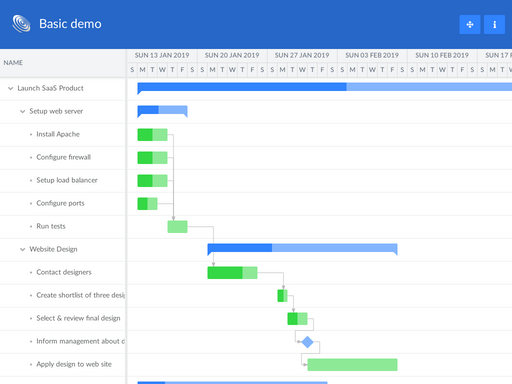 Basic demo
NAME
SUN 13 JAN 2019 SUN 20 JAN 2019 SUN 27 JAN 2019 SUN 03 FEB 2019 SUN 10 FEB 2019 SUN 17 F
S M T W T F S S M T W T F S S M T W T F S S M T W T F S S M T W T F S S M T W
Launch SaaS Product
Setup web server
Install Apache
Configure firewall
Setup load balancer
Configure ports
Run tests
Website Design
Contact designers
Create shortlist of three desig
Select & review final design
Inform management about d
Apply design to web site